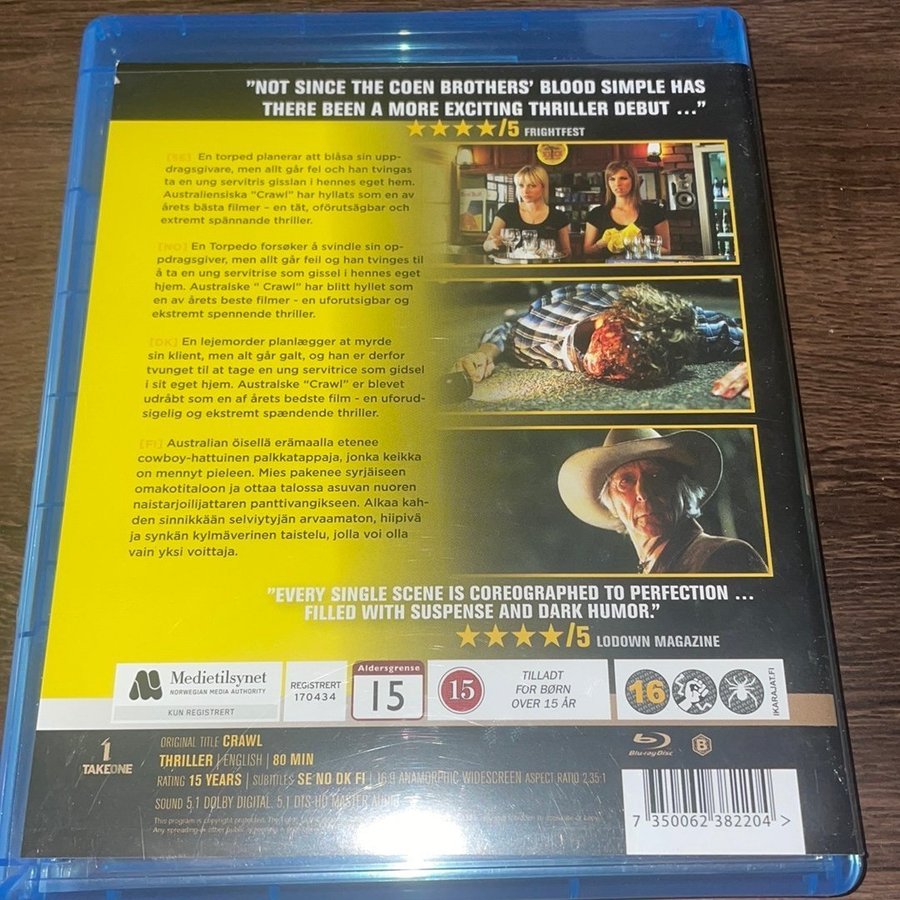 "NOT SINCE THE COEN BROTHERS' BLOOD SIMPLE HAS
THERE BEEN A MORE EXCITING THRILLER DEBUT ..."
★★★★/5 FRIGHTFEST
[SE] En torped planerar att blåsa sin upp-
dragsgivare, men allt går fel och han tvingas
ta en ung servitris gisslan i hennes eget hem.
Australiensiska "Crawl" har hyllats som en av
årets bästa filmer - en tät, oförutsägbar och
extremt spännande thriller.
[NO] En Torpedo forsøker å svindle sin op-
pdragsgiver, men allt går feil og han tvinges til
å ta en ung servitrise som gissel i hennes eget
hjem. Australske " Crawl" har blitt hyllet som
en av årets beste filmer - en uforutsigbar og
ekstremt spennende thriller.
[DK] En lejemorder planlægger at myrde
sin klient, men alt går galt, og han er derfor
tvunget til at tage en ung servitrice som gidsel
i sit eget hjem. Australske "Crawl" er blevet
udråbt som en af årets bedste film - en uforud-
sigelig og ekstremt spændende thriller.
[FI] Australian öisellä erämaalla etenee
cowboy-hattuinen palkkatappaja, jonka keikka
on mennyt pieleen. Mies pakenee syrjäiseen
omakotitaloon ja ottaa talossa asuvan nuoren
naistarjoilijattaren panttivangikseen. Alkaa kah-
den sinnikkään selviytyjän arvaamaton, hiipivä
ja synkän kylmäverinen taistelu, jolla voi olla
vain yksi voittaja.
"EVERY SINGLE SCENE IS COREOGRAPHED TO PERFECTION ...
FILLED WITH SUSPENSE AND DARK HUMOR."
★★★★/5 LODOWN MAGAZINE
Medietilsynet
NORWEGIAN MEDIA AUTHORITY
KUN REGISTRERT
REGISTRERT
170434
Aldersgrense
15
15
TILLADT
FOR BØRN
OVER 15 ÅR
16
IKARAJAT.FI
1
TAKEONE
ORIGINAL TITLE CRAWL
THRILLER | ENGLISH | 80 MIN
RATING 15 YEARS | SUBTITLES SE NO DK FI | 16:9 ANAMORPHIC WIDESCREEN ASPECT RATIO 2,35:1
SOUND 5.1 DOLBY DIGITAL, 5.1 DTS-HD MASTER AUDIO
This program is copyright protected.
Any spreading or other public
Blu-ray Disc
B
7 350062 382204 >